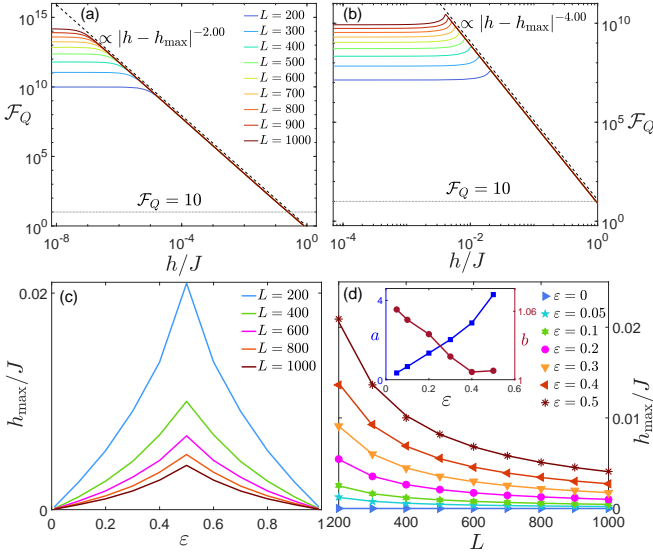 (a)
∝ |h − h_max|^−2.00
L = 200
L = 300
L = 400
L = 500
L = 600
L = 700
L = 800
L = 900
L = 1000
10^15
10^10
10^5
10^0
F_Q
F_Q = 10
10^−8
10^−4
10^0
h/J
(b)
∝ |h − h_max|^−4.00
10^10
10^5
10^0
F_Q
F_Q = 10
10^−4
10^−2
10^0
h/J
(c)
L = 200
L = 400
L = 600
L = 800
L = 1000
0.02
0
h_max/J
0
0.2
0.4
0.6
0.8
ε
(d)
4
a
0
0
0.2
0.4
0.6
ε
1.06
b
1
ε = 0
ε = 0.05
ε = 0.1
ε = 0.2
ε = 0.3
ε = 0.4
ε = 0.5
0.02
0.01
0
h_max/J
200
400
600
800
1000
L